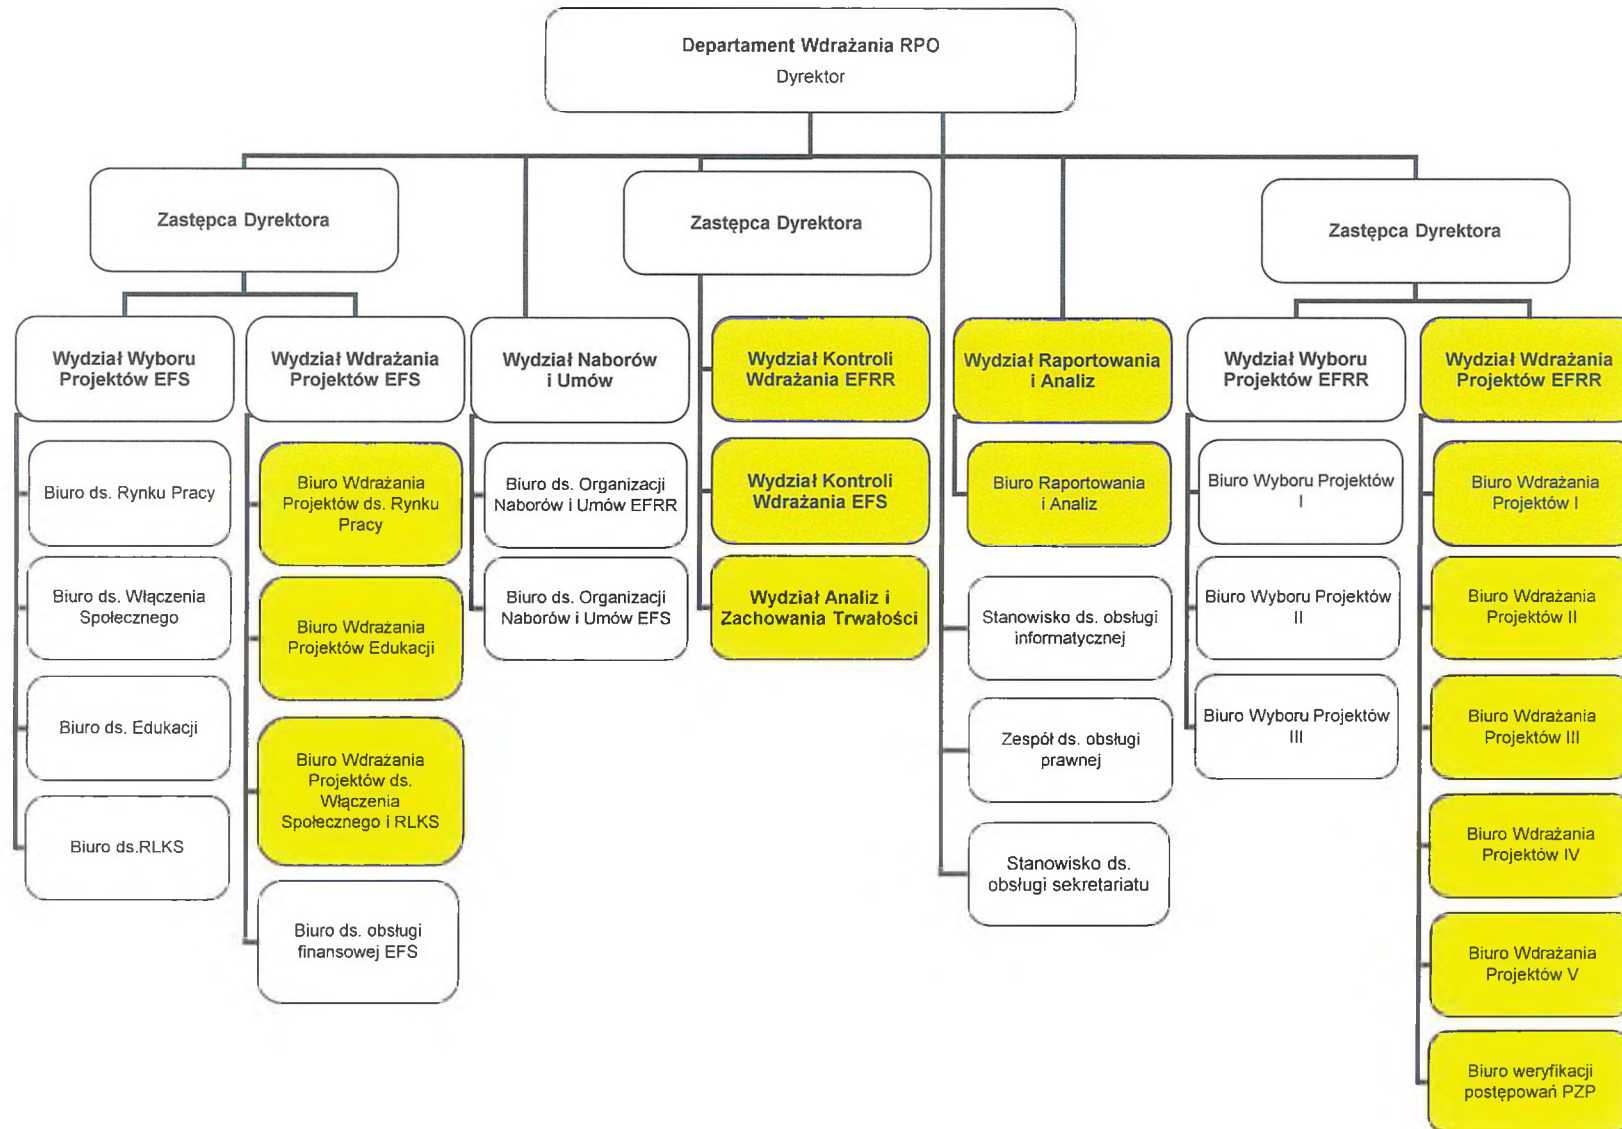 Departament Wdrażania RPO
Dyrektor
Zastępca Dyrektora
Zastępca Dyrektora
Zastępca Dyrektora
Wydział Wyboru
Projektów EFS
Biuro ds. Rynku Pracy
Biuro ds. Włączenia
Społecznego
Biuro ds. Edukacji
Biuro ds.RLKS
Wydział Wdrażania
Projektów EFS
Biuro Wdrażania
Projektów ds. Rynku
Pracy
Biuro Wdrażania
Projektów Edukacji
Biuro Wdrażania
Projektów ds.
Włączenia
Społecznego i RLKS
Biuro ds. obsługi
finansowej EFS
Wydział Naborów
i Umów
Biuro ds. Organizacji
Naborów i Umów EFRR
Biuro ds. Organizacji
Naborów i Umów EFS
Wydział Kontroli
Wdrażania EFRR
Wydział Kontroli
Wdrażania EFS
Wydział Analiz i
Zachowania Trwałości
Wydział Raportowania
i Analiz
Biuro Raportowania
i Analiz
Stanowisko ds. obsługi
informatycznej
Zespół ds. obsługi
prawnej
Stanowisko ds.
obsługi sekretariatu
Wydział Wyboru
Projektów EFRR
Biuro Wyboru Projektów
I
Biuro Wyboru Projektów
II
Biuro Wyboru Projektów
III
Wydział Wdrażania
Projektów EFRR
Biuro Wdrażania
Projektów I
Biuro Wdrażania
Projektów II
Biuro Wdrażania
Projektów III
Biuro Wdrażania
Projektów IV
Biuro Wdrażania
Projektów V
Biuro weryfikacji
postępowań PZP